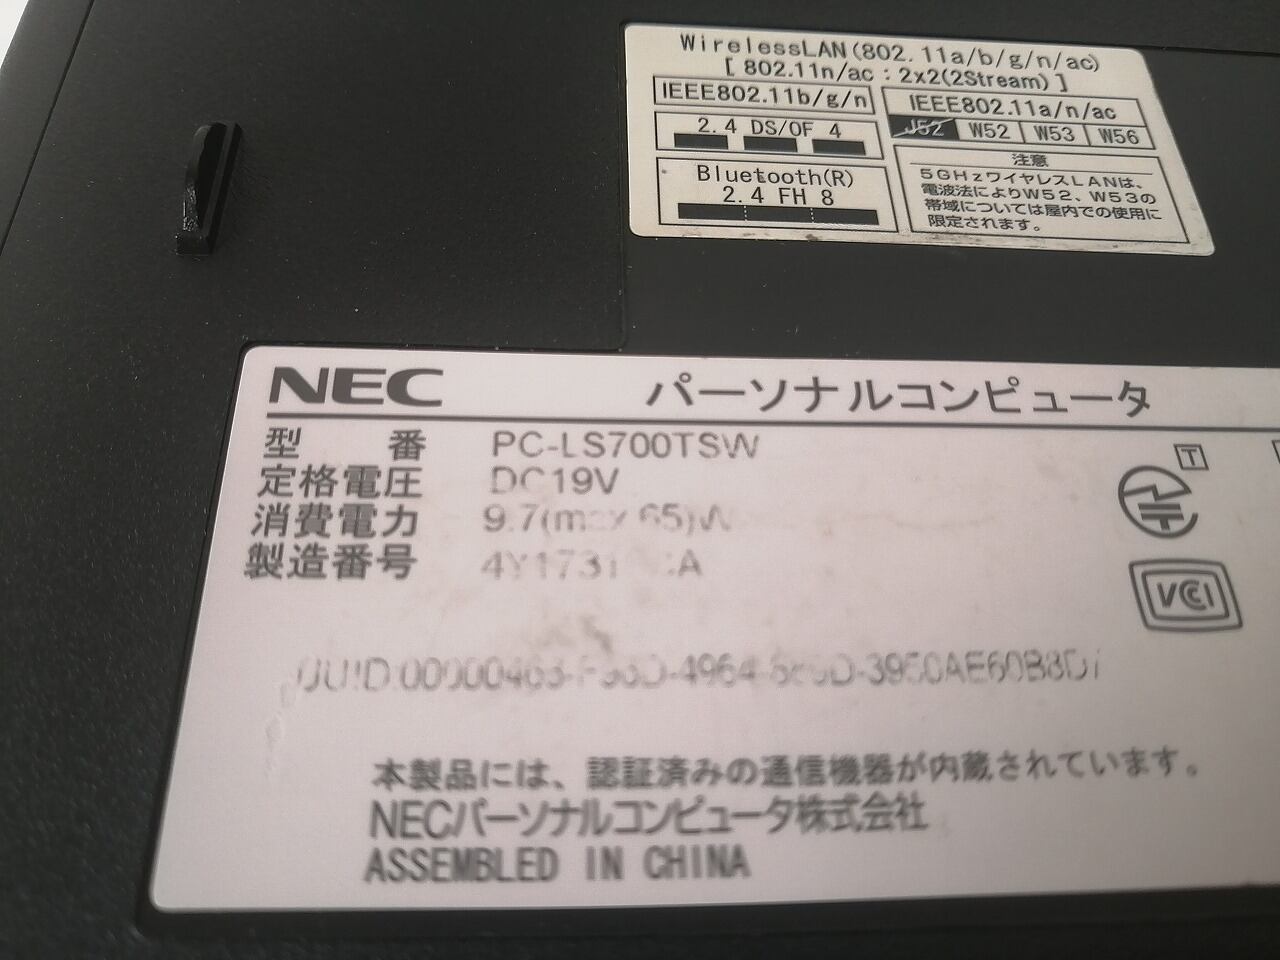 WirelessLAN(802.11a/b/g/n/ac)
[ 802.11n/ac : 2x2(2Stream) ]
IEEE802.11b/g/n
2.4 DS/OF 4
Bluetooth(R)
2.4 FH 8
IEEE802.11a/n/ac
J52 W52 W53 W56
注意
5GHzワイヤレスLANは、
電波法によりW52、W53の
帯域については屋内での使用に
限定されます。
NEC パーソナルコンピュータ
型番 PC-LS700TSW
定格電圧 DC19V
消費電力 9.7(max 65)W
製造番号
T
VCCI
本製品には、認証済みの通信機器が内蔵されています。
NECパーソナルコンピュータ株式会社
ASSEMBLED IN CHINA